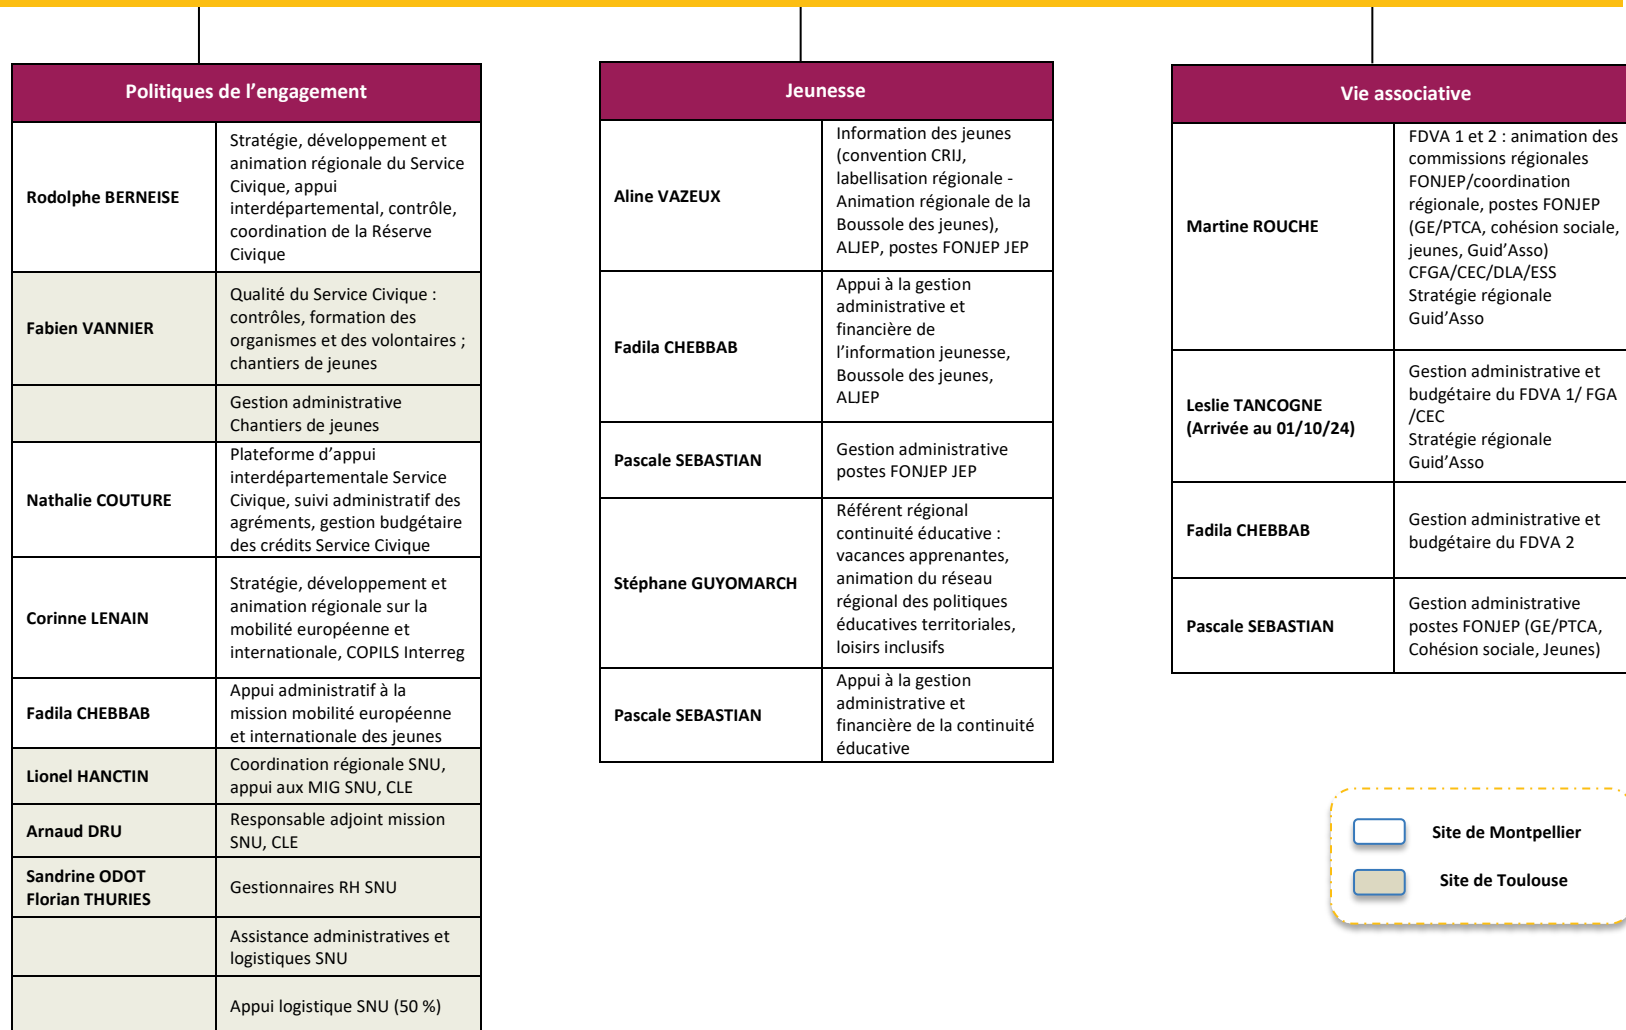 Politiques de l’engagement
Rodolphe BERNEISE
Stratégie, développement et
animation régionale du Service
Civique, appui
interdépartemental, contrôle,
coordination de la Réserve
Civique
Fabien VANNIER
Qualité du Service Civique :
contrôles, formation des
organismes et des volontaires ;
chantiers de jeunes
Gestion administrative
Chantiers de jeunes
Nathalie COUTURE
Plateforme d’appui
interdépartementale Service
Civique, suivi administratif des
agréments, gestion budgétaire
des crédits Service Civique
Corinne LENAIN
Stratégie, développement et
animation régionale sur la
mobilité européenne et
internationale, COPILS Interreg
Fadila CHEBBAB
Appui administratif à la
mission mobilité européenne
et internationale des jeunes
Lionel HANCTIN
Coordination régionale SNU,
appui aux MIG SNU, CLE
Arnaud DRU
Responsable adjoint mission
SNU, CLE
Sandrine ODOT
Florian THURIES
Gestionnaires RH SNU
Assistance administratives et
logistiques SNU
Appui logistique SNU (50 %)
Jeunesse
Aline VAZEUX
Information des jeunes
(convention CRIJ,
labellisation régionale -
Animation régionale de la
Boussole des jeunes),
ALJEP, postes FONJEP JEP
Fadila CHEBBAB
Appui à la gestion
administrative et
financière de
l’information jeunesse,
Boussole des jeunes,
ALJEP
Pascale SEBASTIAN
Gestion administrative
postes FONJEP JEP
Stéphane GUYOMARCH
Référent régional
continuité éducative :
vacances apprenantes,
animation du réseau
régional des politiques
éducatives territoriales,
loisirs inclusifs
Pascale SEBASTIAN
Appui à la gestion
administrative et
financière de la continuité
éducative
Vie associative
Martine ROUCHE
FDVA 1 et 2 : animation des
commissions régionales
FONJEP/coordination
régionale, postes FONJEP
(GE/PTCA, cohésion sociale,
jeunes, Guid’Asso)
CFGA/CEC/DLA/ESS
Stratégie régionale
Guid’Asso
Leslie TANCOGNE
(Arrivée au 01/10/24)
Gestion administrative et
budgétaire du FDVA 1/ FGA
/CEC
Stratégie régionale
Guid’Asso
Fadila CHEBBAB
Gestion administrative et
budgétaire du FDVA 2
Pascale SEBASTIAN
Gestion administrative
postes FONJEP (GE/PTCA,
Cohésion sociale, Jeunes)
Site de Montpellier
Site de Toulouse